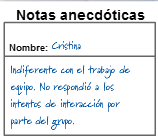 Notas anecdóticas
Nombre: Cristina
Indiferente con el trabajo de
equipo. No respondió a los
intentos de interacción por
parte del grupo.